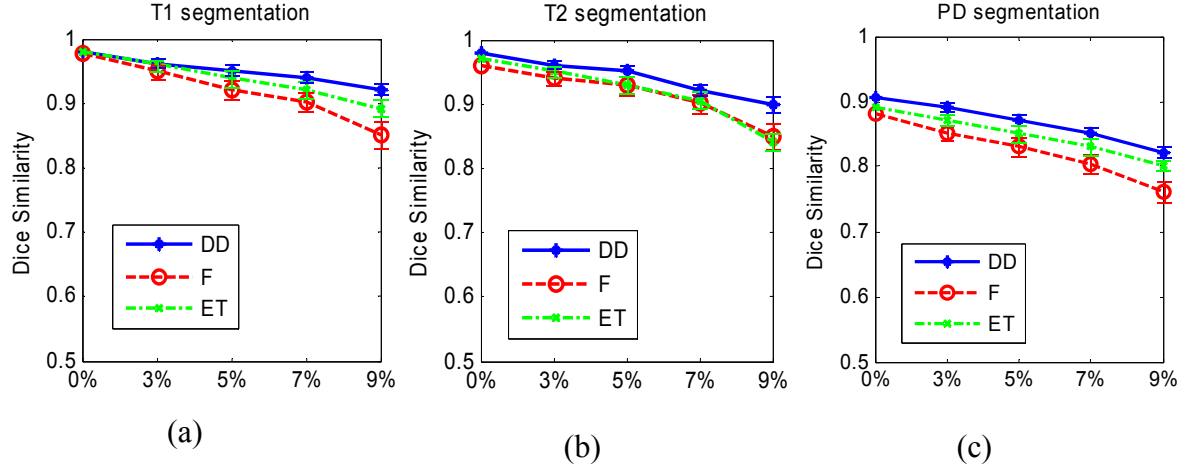 T1 segmentation
1
0.9
0.8
0.7
0.6
0.5
Dice Similarity
DD
F
ET
0% 3% 5% 7% 9%
(a)
T2 segmentation
1
0.9
0.8
0.7
0.6
0.5
Dice Similarity
DD
F
ET
0% 3% 5% 7% 9%
(b)
PD segmentation
1
0.9
0.8
0.7
0.6
0.5
Dice Similarity
DD
F
ET
0% 3% 5% 7% 9%
(c)